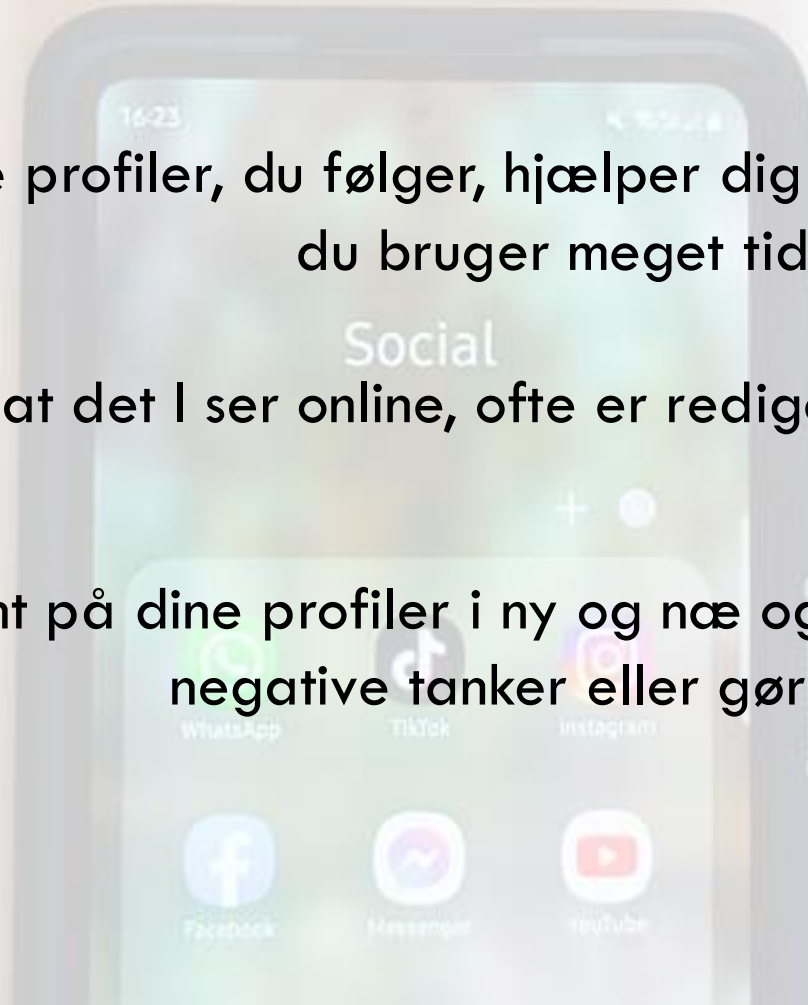 16:23
profiler, du følger, hjælper dig
du bruger meget tid
Social
at det I ser online, ofte er redig
på dine profiler i ny og næ og
negative tanker eller gør
WhatsApp
TikTok
Instagram
Facebook
Messenger
YouTube